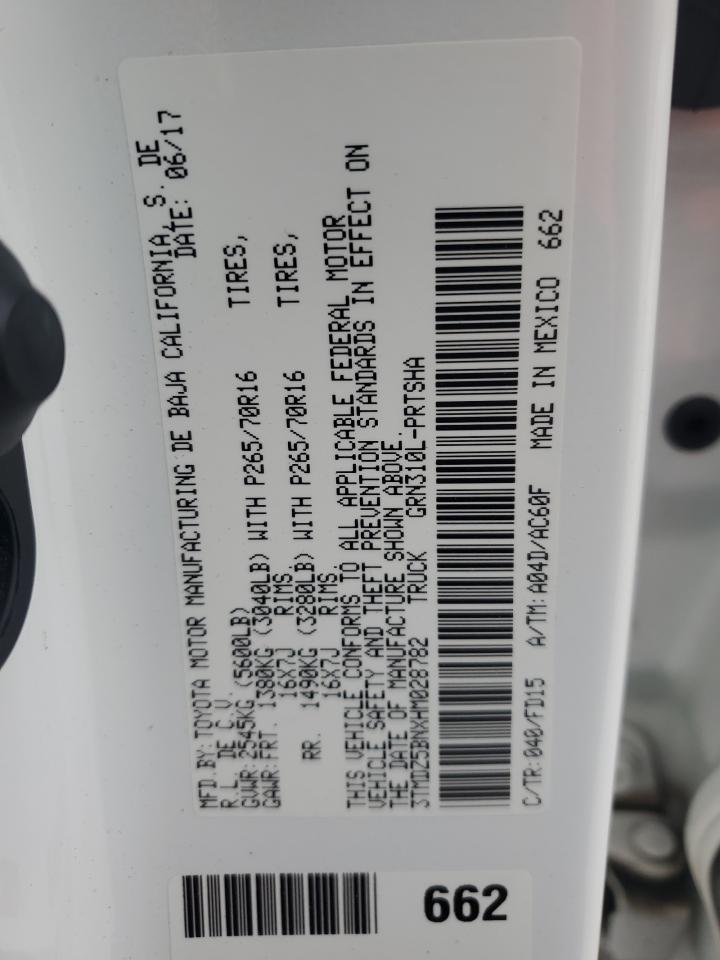 MFD.BY:TOYOTA MOTOR MANUFACTURING DE BAJA CALIFORNIA, S. DE
R.L. DE C.V. DATE: 06/17
GVWR:2545KG (5600LB)
GAWR:FRT. 1380KG (3040LB) WITH P265/70R16 TIRES,
16X7J RIMS,
RR. 1490KG (3280LB) WITH P265/70R16 TIRES,
16X7J RIMS.
THIS VEHICLE CONFORMS TO ALL APPLICABLE FEDERAL MOTOR
VEHICLE SAFETY AND THEFT PREVENTION STANDARDS IN EFFECT ON
THE DATE OF MANUFACTURE SHOWN ABOVE.
3TMDZ5BNXHM028782 TRUCK GRN310L-PRTSHA
C/TR:040/FD15 A/TM:A04D/AC60F MADE IN MEXICO 662
662